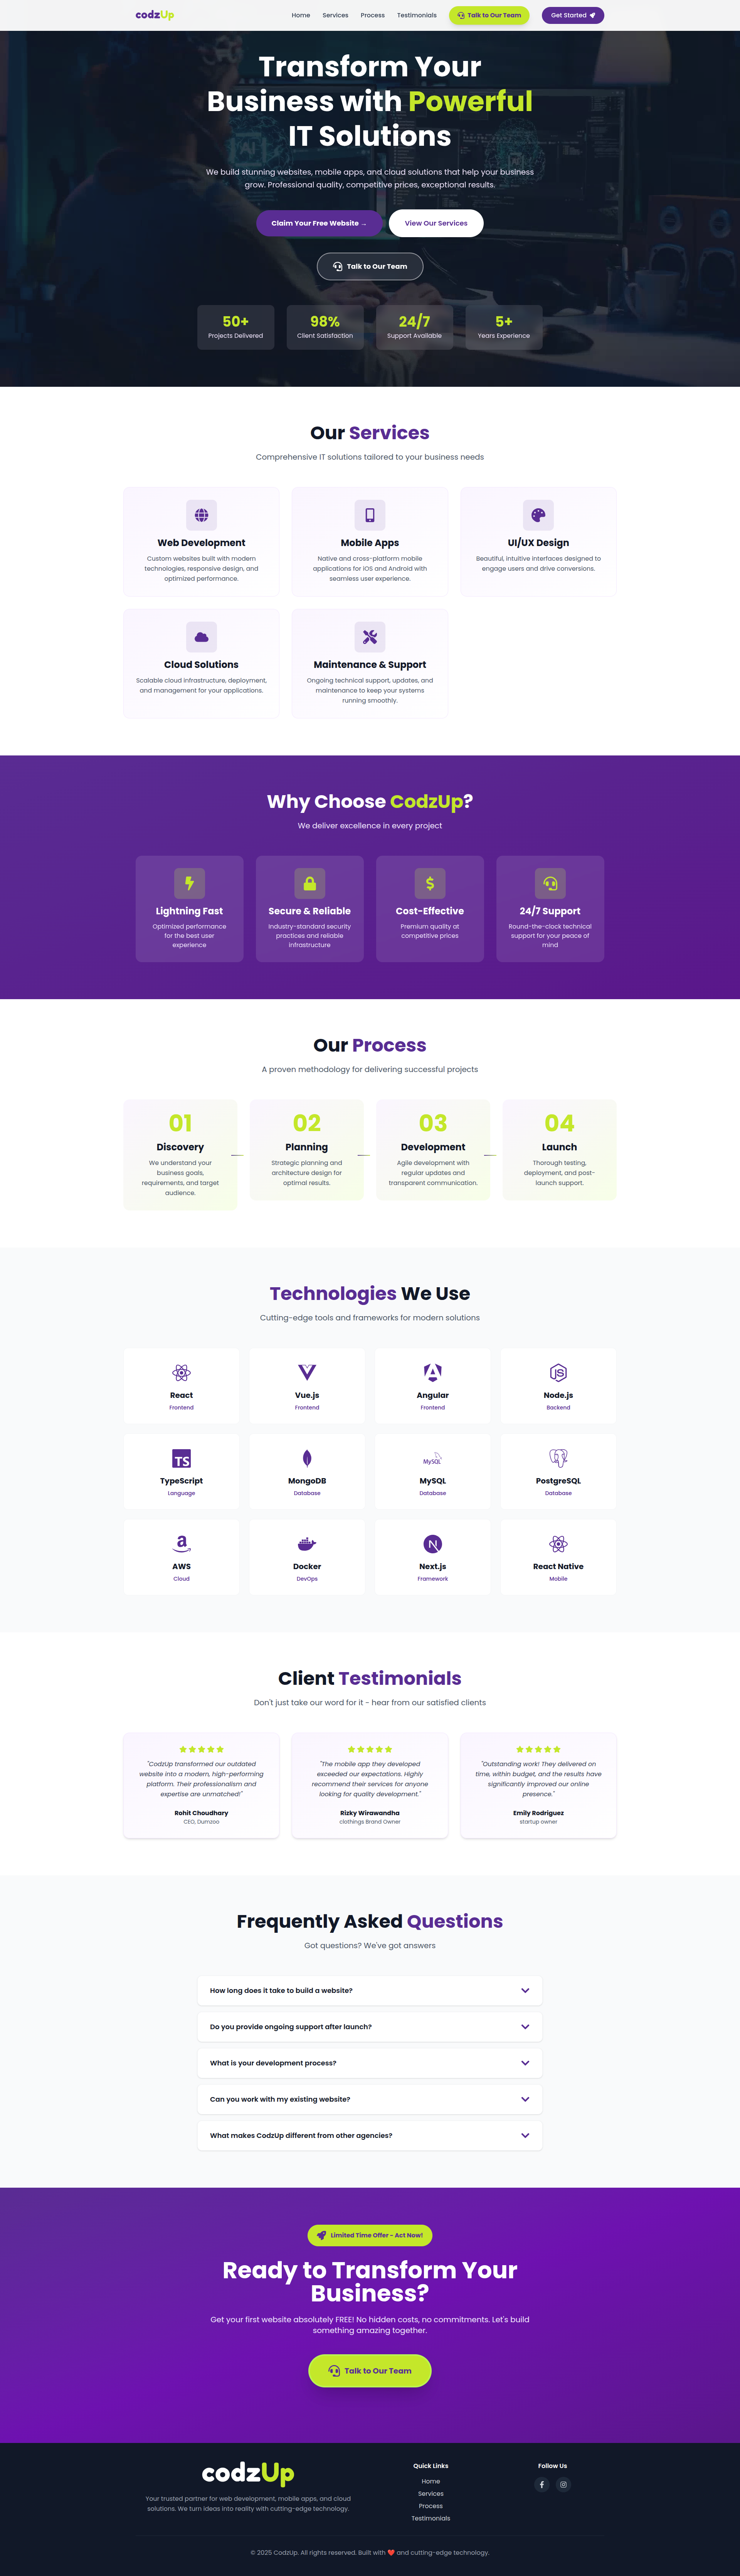 codzUp
Home Services Process Testimonials Talk to Our Team Get Started
Transform Your
Business with Powerful
IT Solutions
We build stunning websites, mobile apps, and cloud solutions that help your business
grow. Professional quality, competitive prices, exceptional results.
Claim Your Free Website → View Our Services
Talk to Our Team
50+ 98% 24/7 5+
Projects Delivered Client Satisfaction Support Available Years Experience
Our Services
Comprehensive IT solutions tailored to your business needs
Web Development
Custom websites built with modern
technologies, responsive design, and
optimized performance.
Mobile Apps
Native and cross-platform mobile
applications for iOS and Android with
seamless user experience.
UI/UX Design
Beautiful, intuitive interfaces designed to
engage users and drive conversions.
Cloud Solutions
Scalable cloud infrastructure, deployment,
and management for your applications.
Maintenance & Support
Ongoing technical support, updates, and
maintenance to keep your systems
running smoothly.
Why Choose CodzUp?
We deliver excellence in every project
Lightning Fast
Optimized performance
for the best user
experience
Secure & Reliable
Industry-standard security
practices and reliable
infrastructure
Cost-Effective
Premium quality at
competitive prices
24/7 Support
Round-the-clock technical
support for your peace of
mind
Our Process
A proven methodology for delivering successful projects
01
Discovery
We understand your
business goals,
requirements, and target
audience.
02
Planning
Strategic planning and
architecture design for
optimal results.
03
Development
Agile development with
regular updates and
transparent communication.
04
Launch
Thorough testing,
deployment, and post-
launch support.
Technologies We Use
Cutting-edge tools and frameworks for modern solutions
React
Frontend
Vue.js
Frontend
Angular
Frontend
Node.js
Backend
TS
TypeScript
Language
MongoDB
Database
MySQL
MySQL
Database
PostgreSQL
Database
AWS
Cloud
Docker
DevOps
Next.js
Framework
React Native
Mobile
Client Testimonials
Don't just take our word for it - hear from our satisfied clients
"CodzUp transformed our outdated
website into a modern, high-performing
platform. Their professionalism and
expertise are unmatched!"
Rohit Choudhary
CEO, Dumzoo
"The mobile app they developed
exceeded our expectations. Highly
recommend their services for anyone
looking for quality development."
Rizky Wirawandha
clothings Brand Owner
"Outstanding work! They delivered on
time, within budget, and the results have
significantly improved our online
presence."
Emily Rodriguez
startup owner
Frequently Asked Questions
Got questions? We've got answers
How long does it take to build a website?
Do you provide ongoing support after launch?
What is your development process?
Can you work with my existing website?
What makes CodzUp different from other agencies?
Limited Time Offer - Act Now!
Ready to Transform Your
Business?
Get your first website absolutely FREE! No hidden costs, no commitments. Let's build
something amazing together.
Talk to Our Team
codzUp
Your trusted partner for web development, mobile apps, and cloud
solutions. We turn ideas into reality with cutting-edge technology.
Quick Links
Home
Services
Process
Testimonials
Follow Us
© 2025 CodzUp. All rights reserved. Built with ❤️ and cutting-edge technology.